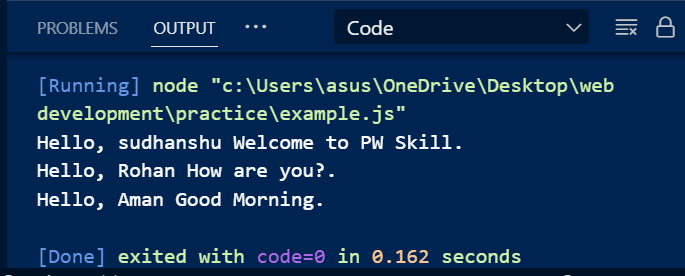 PROBLEMS OUTPUT ··· Code
[Running] node "c:\Users\asus\OneDrive\Desktop\web
development\practice\example.js"
Hello, sudhanshu Welcome to PW Skill.
Hello, Rohan How are you?.
Hello, Aman Good Morning.
[Done] exited with code=0 in 0.162 seconds